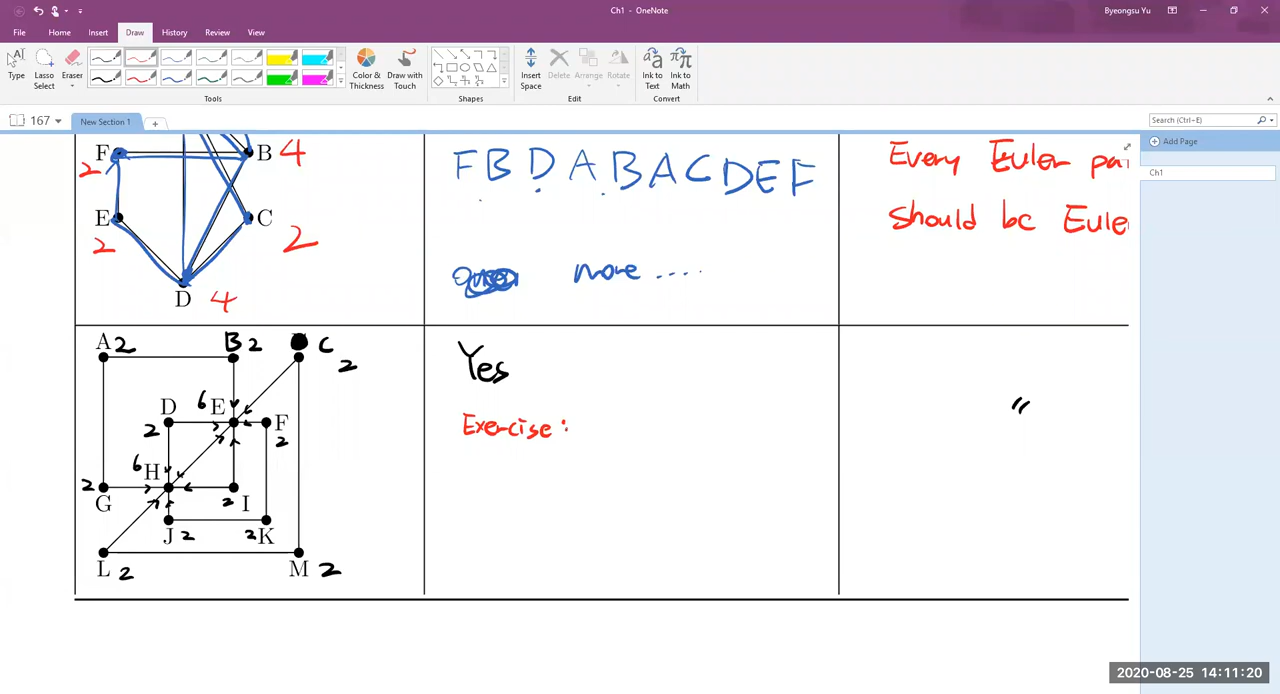 Ch1 - OneNote
Byeongsu Yu
File Home Insert Draw History Review View
Type
Lasso Select
Eraser
Color & Thickness
Draw with Touch
Insert Space
Delete
Arrange
Rotate
Ink to Text
Ink to Math
Tools
Shapes
Edit
Convert
167
New Section 1
Search (Ctrl+E)
Add Page
Ch1
F B 4
2
E C
2 2
D 4
F B D A B A C D E F
more ....
Every Euler
should be
A 2 B 2 C
2
D 6 E F
2 2
6 H
2 G 2 I
J 2 2 K
L 2 M 2
Yes
Exercise :
〃
2020-08-25 14:11:20